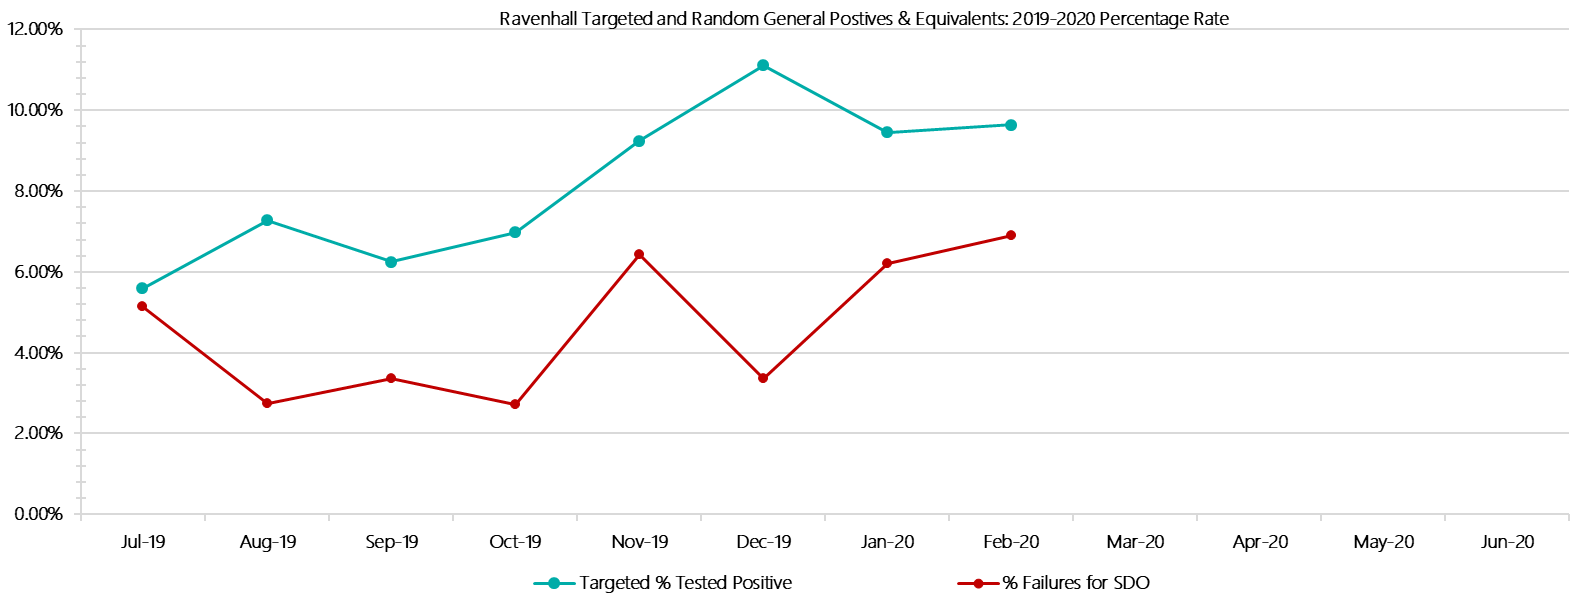 Ravenhall Targeted and Random General Postives & Equivalents: 2019-2020 Percentage Rate
12.00%
10.00%
8.00%
6.00%
4.00%
2.00%
0.00%
Jul-19 Aug-19 Sep-19 Oct-19 Nov-19 Dec-19 Jan-20 Feb-20 Mar-20 Apr-20 May-20 Jun-20
Targeted % Tested Positive % Failures for SDO